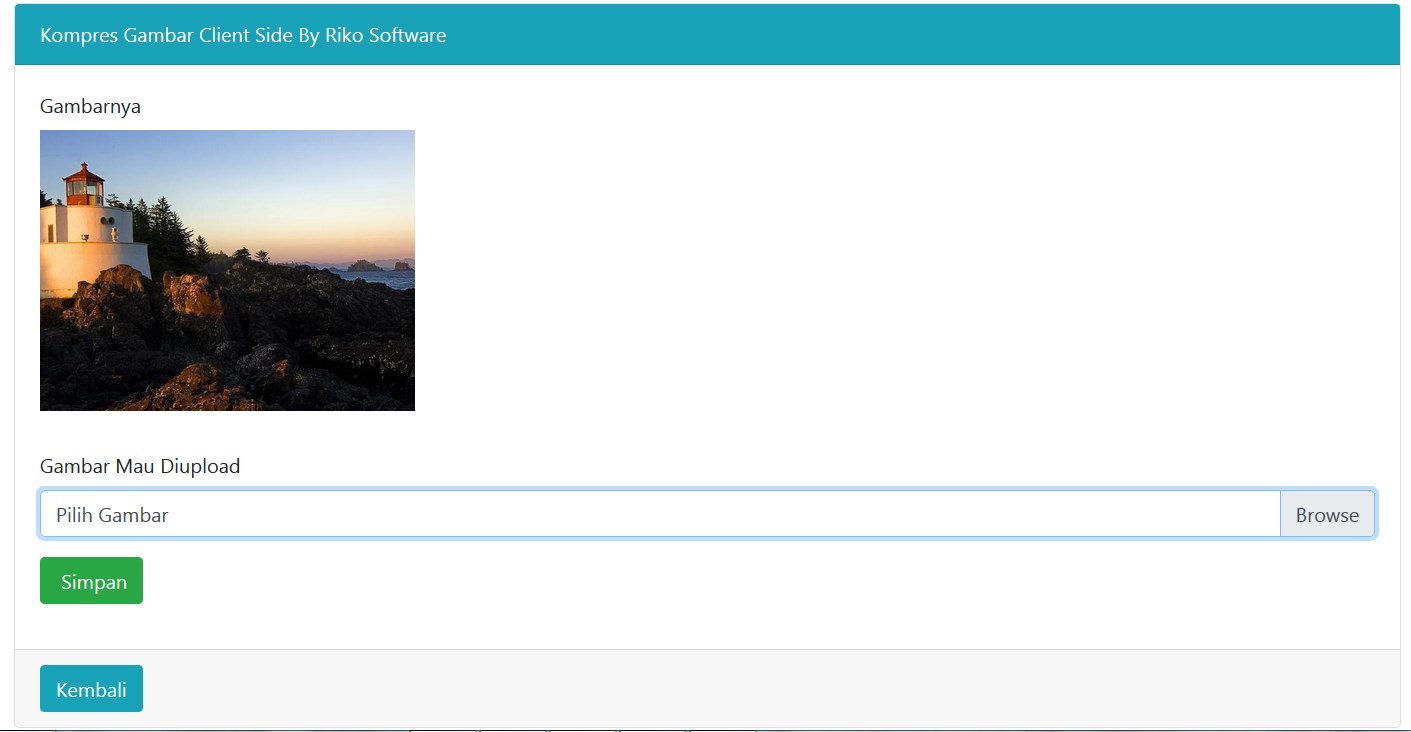 Kompres Gambar Client Side By Riko Software
Gambarnya
Gambar Mau Diupload
Pilih Gambar
Browse
Simpan
Kembali